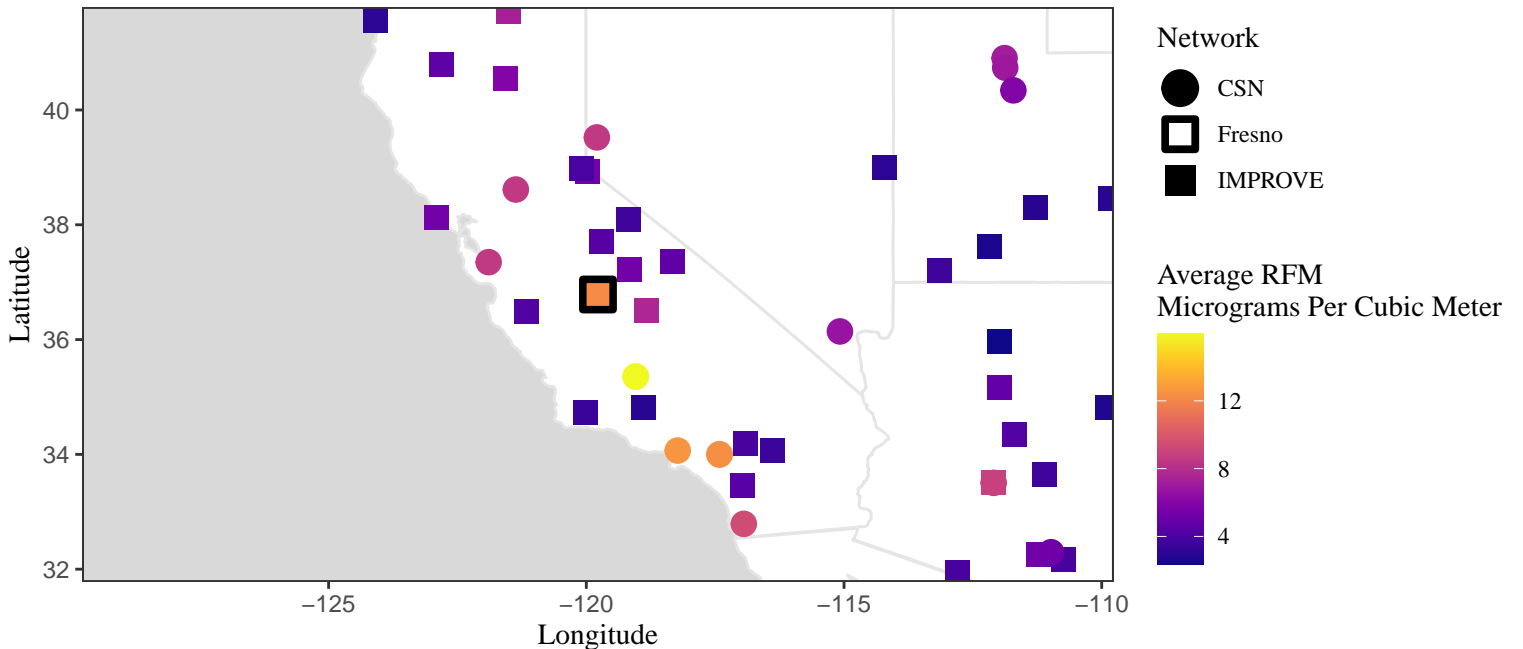 40
38
36
34
32
Latitude
−125
−120
−115
−110
Longitude
Network
CSN
Fresno
IMPROVE
Average RFM
Micrograms Per Cubic Meter
12
8
4